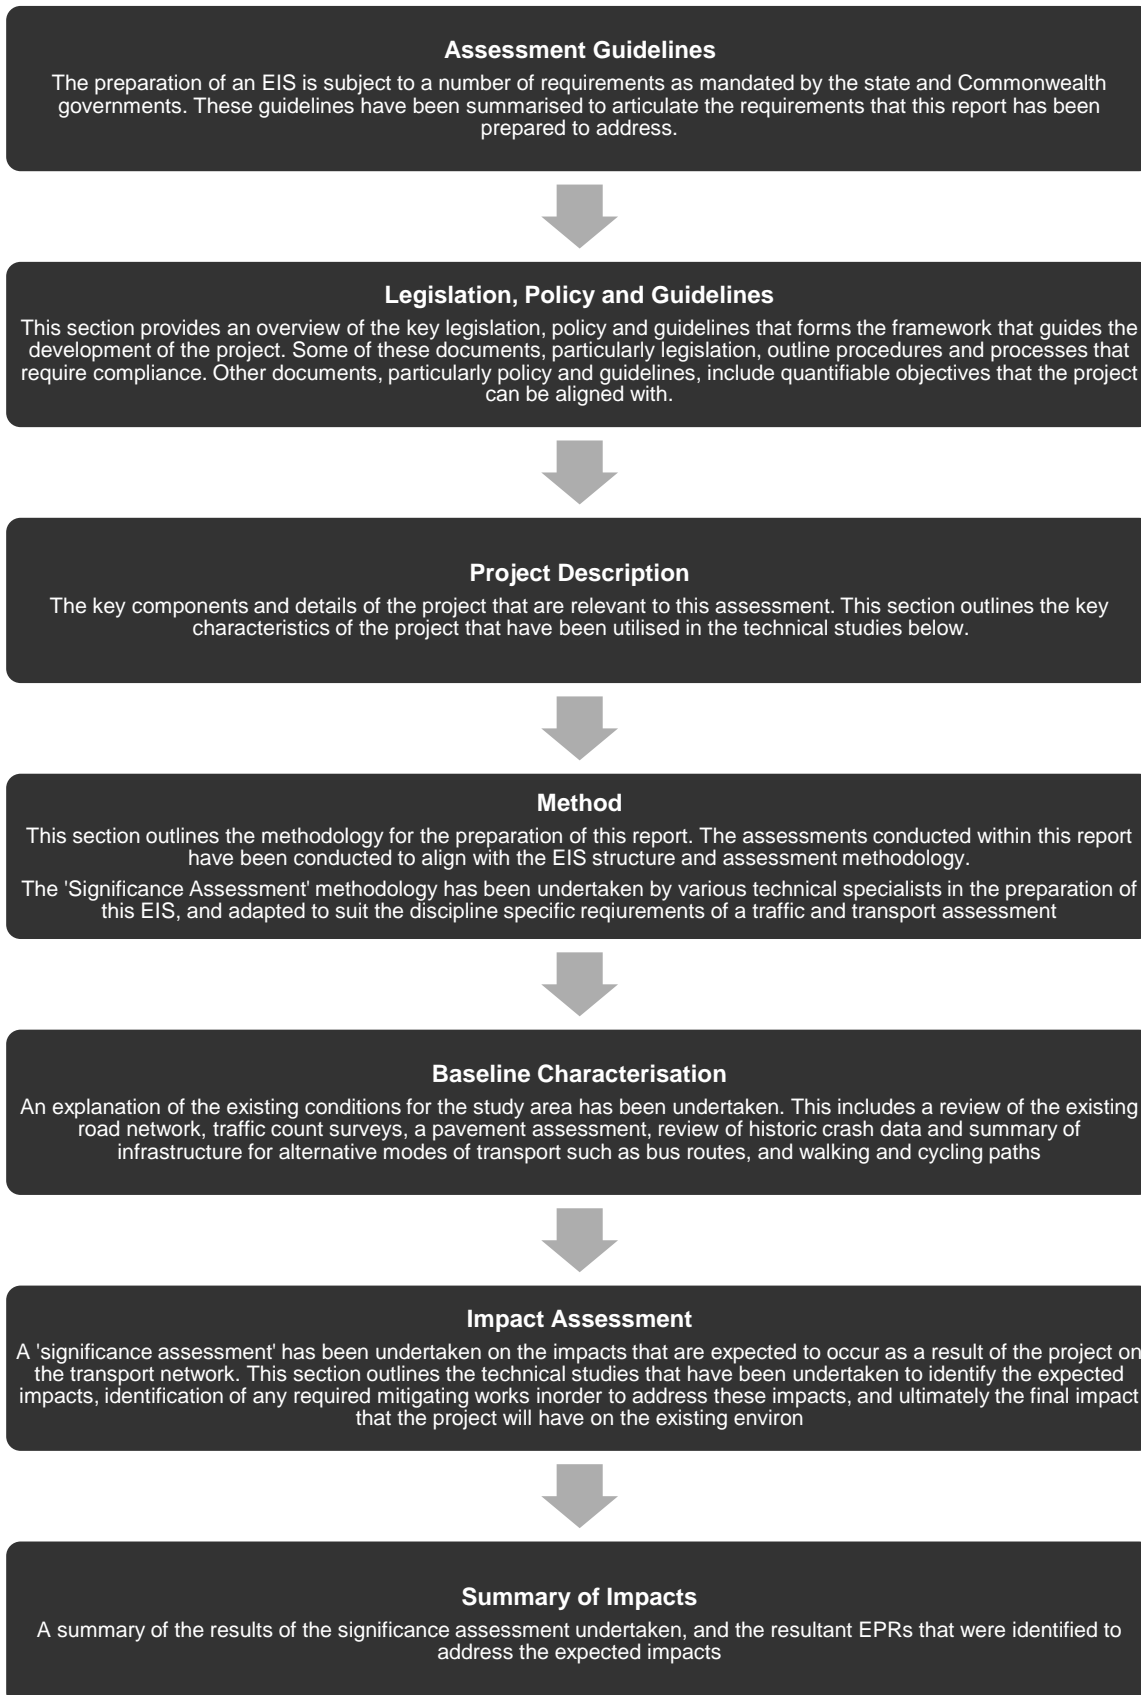 Assessment Guidelines
The preparation of an EIS is subject to a number of requirements as mandated by the state and Commonwealth
governments. These guidelines have been summarised to articulate the requirements that this report has been
prepared to address.
Legislation, Policy and Guidelines
This section provides an overview of the key legislation, policy and guidelines that forms the framework that guides the
development of the project. Some of these documents, particularly legislation, outline procedures and processes that
require compliance. Other documents, particularly policy and guidelines, include quantifiable objectives that the project
can be aligned with.
Project Description
The key components and details of the project that are relevant to this assessment. This section outlines the key
characteristics of the project that have been utilised in the technical studies below.
Method
This section outlines the methodology for the preparation of this report. The assessments conducted within this report
have been conducted to align with the EIS structure and assessment methodology.
The 'Significance Assessment' methodology has been undertaken by various technical specialists in the preparation of
this EIS, and adapted to suit the discipline specific reqiurements of a traffic and transport assessment
Baseline Characterisation
An explanation of the existing conditions for the study area has been undertaken. This includes a review of the existing
road network, traffic count surveys, a pavement assessment, review of historic crash data and summary of
infrastructure for alternative modes of transport such as bus routes, and walking and cycling paths
Impact Assessment
A 'significance assessment' has been undertaken on the impacts that are expected to occur as a result of the project on
the transport network. This section outlines the technical studies that have been undertaken to identify the expected
impacts, identification of any required mitigating works inorder to address these impacts, and ultimately the final impact
that the project will have on the existing environ
Summary of Impacts
A summary of the results of the significance assessment undertaken, and the resultant EPRs that were identified to
address the expected impacts